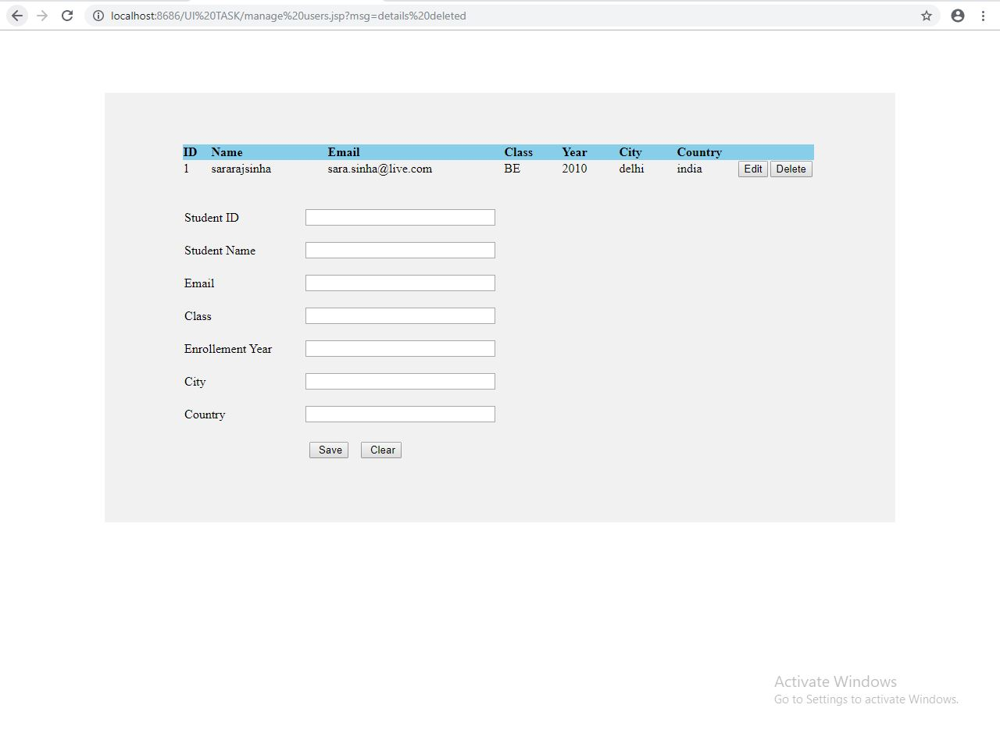 localhost:8686/UI%20TASK/manage%20users.jsp?msg=details%20deleted
ID Name Email Class Year City Country
1 sararajsinha sara.sinha@live.com BE 2010 delhi india Edit Delete
Student ID
Student Name
Email
Class
Enrollement Year
City
Country
Save Clear
Activate Windows
Go to Settings to activate Windows.